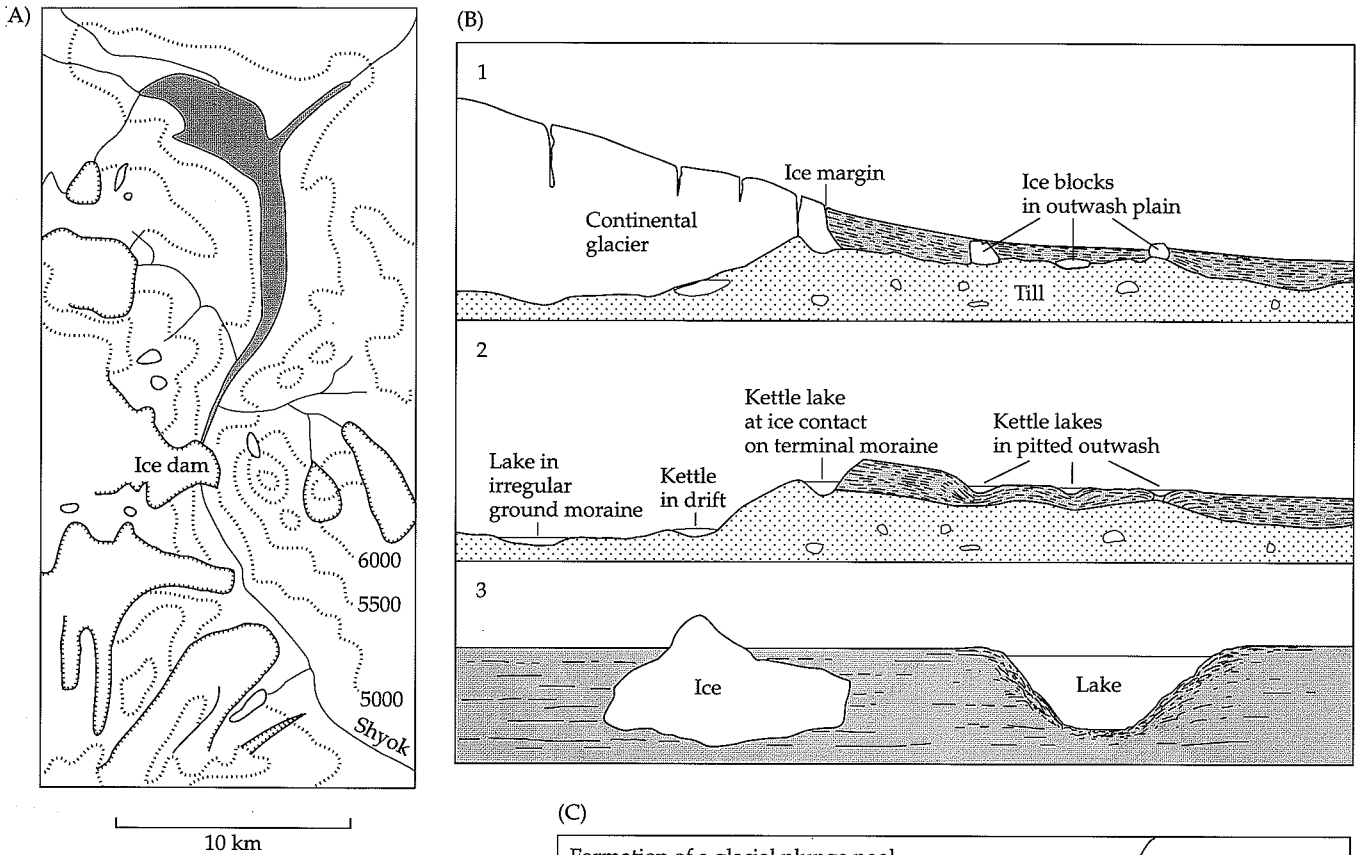 A)
Ice dam
6000
5500
5000
Shyok
10 km
(B)
1
Continental
glacier
Ice margin
Ice blocks
in outwash plain
Till
2
Lake in
irregular
ground moraine
Kettle
in drift
Kettle lake
at ice contact
on terminal moraine
Kettle lakes
in pitted outwash
3
Ice
Lake
(C)
Formation of a glacial plunge pool